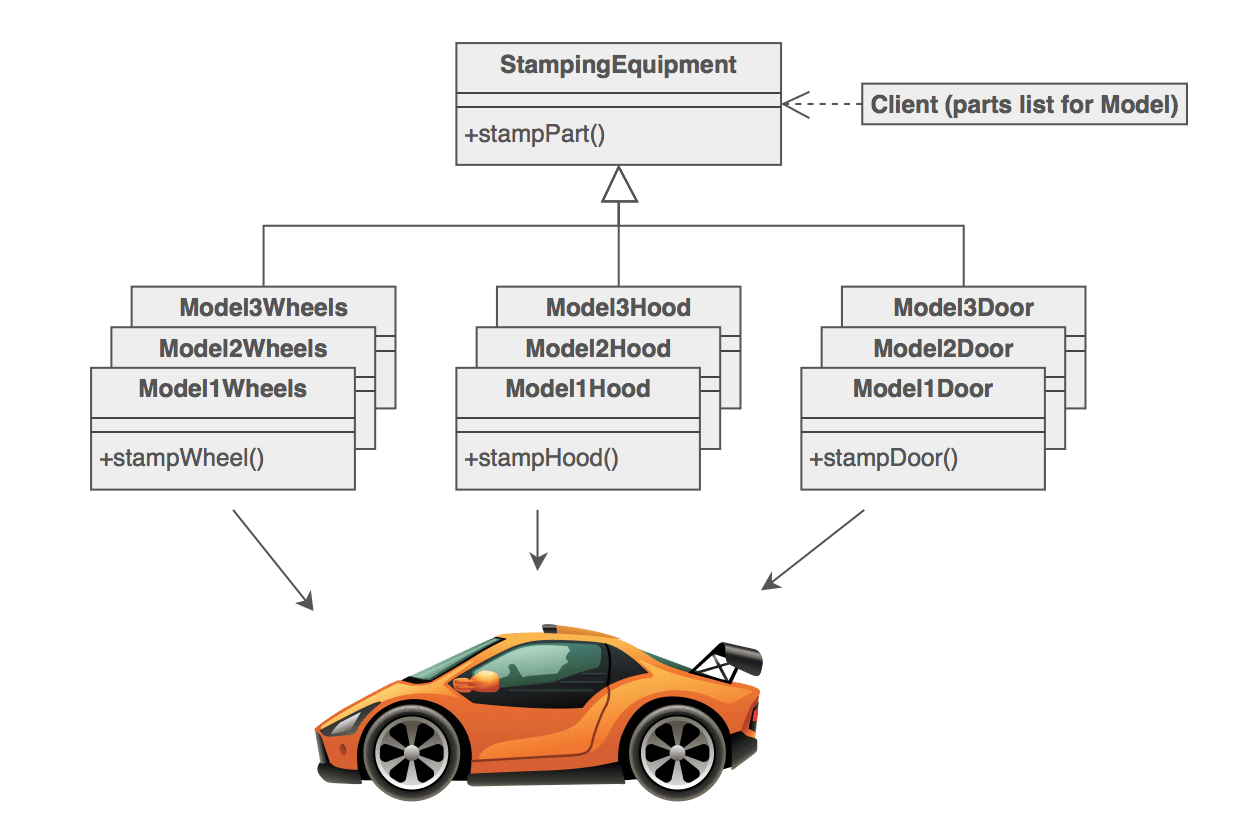 StampingEquipment
+stampPart()
Client (parts list for Model)
Model3Wheels
Model2Wheels
Model1Wheels
+stampWheel()
Model3Hood
Model2Hood
Model1Hood
+stampHood()
Model3Door
Model2Door
Model1Door
+stampDoor()